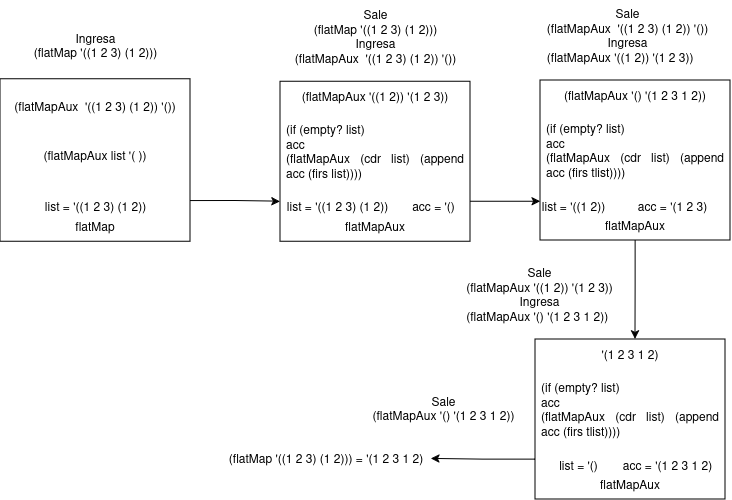 Ingresa
(flatMap '((1 2 3) (1 2)))
(flatMapAux '((1 2 3) (1 2)) '())
(flatMapAux list '( ))
list = '((1 2 3) (1 2))
flatMap
Sale
(flatMap '((1 2 3) (1 2)))
Ingresa
(flatMapAux '((1 2 3) (1 2)) '())
(flatMapAux '((1 2)) '(1 2 3))
(if (empty? list)
acc
(flatMapAux (cdr list) (append
acc (firs list))))
list = '((1 2 3) (1 2)) acc = '()
flatMapAux
Sale
(flatMapAux '((1 2 3) (1 2)) '())
Ingresa
(flatMapAux '((1 2)) '(1 2 3))
(flatMapAux '() '(1 2 3 1 2))
(if (empty? list)
acc
(flatMapAux (cdr list) (append
acc (firs tlist))))
list = '((1 2)) acc = '(1 2 3)
flatMapAux
Sale
(flatMapAux '((1 2)) '(1 2 3))
Ingresa
(flatMapAux '() '(1 2 3 1 2))
'(1 2 3 1 2)
(if (empty? list)
acc
(flatMapAux (cdr list) (append
acc (firs tlist))))
list = '() acc = '(1 2 3 1 2)
flatMapAux
Sale
(flatMapAux '() '(1 2 3 1 2))
(flatMap '((1 2 3) (1 2))) = '(1 2 3 1 2)